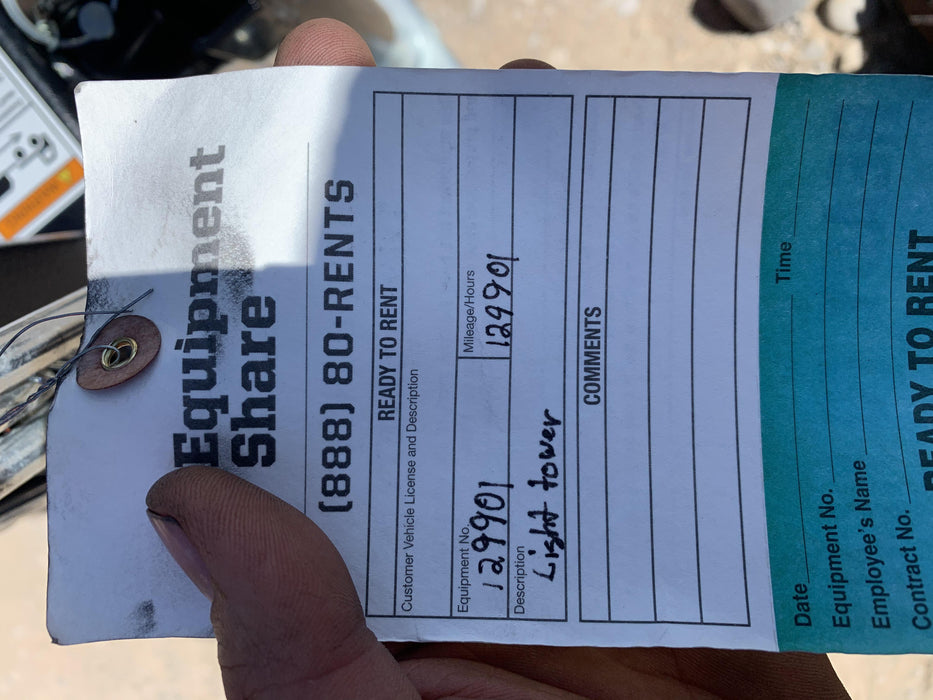 Equipment
Share
(888) 80-RENTS
READY TO RENT
Customer Vehicle License and Description
Equipment No. Mileage/Hours
129901 129901
Description
Light tower
COMMENTS
Date Time
Equipment No.
Employee's Name
Contract No.
READY TO RENT